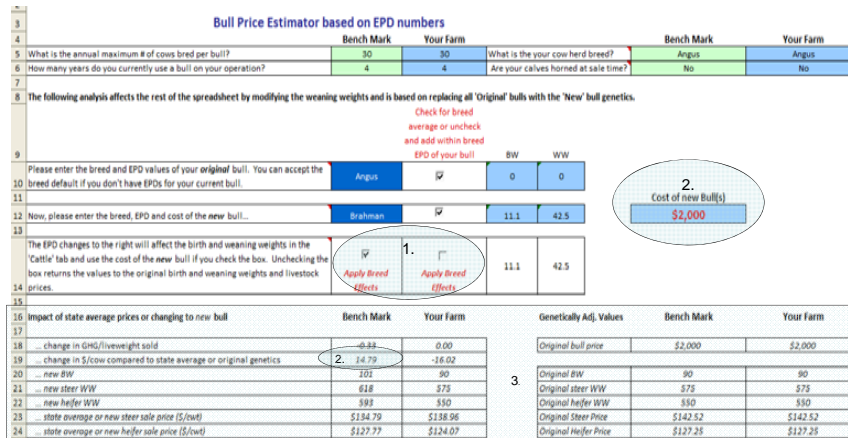 3 Bull Price Estimator based on EPD numbers
4 Bench Mark Your Farm Bench Mark Your Farm
5 What is the annual maximum # of cows bred per bull? 30 30 What is the your cow herd breed? Angus Angus
6 How many years do you currently use a bull on your operation? 4 4 Are your calves horned at sale time? No No
7
8 The following analysis affects the rest of the spreadsheet by modifying the weaning weights and is based on replacing all 'Original' bulls with the 'New' bull genetics.
Check for breed
average or uncheck
and add within breed
9 EPD of your bull BW WW
Please enter the breed and EPD values of your original bull. You can accept the
10 breed default if you don't have EPDs for your current bull. Angus 0 0
2.
11 Cost of new Bull(s)
12 Now, please enter the breed, EPD and cost of the new bull... Brahman 11.1 42.5 $2,000
13
The EPD changes to the right will affect the birth and weaning weights in the 1.
'Cattle' tab and use the cost of the new bull if you check the box. Unchecking the
box returns the values to the original birth and weaning weights and livestock Apply Breed Apply Breed 11.1 42.5
14 prices. Effects Effects
15
16 Impact of state average prices or changing to new bull Bench Mark Your Farm Genetically Adj. Values Bench Mark Your Farm
17
18 ... change in GHG/liveweight sold -0.33 0.00 Original bull price $2,000 $2,000
19 ... change in $/cow compared to state average or original genetics 2. 14.79 -16.02
20 ... new BW 101 90 3. Original BW 90 90
21 ... new steer WW 618 575 Original steer WW 575 575
22 ... new heifer WW 593 550 Original heifer WW 550 550
23 ... state average or new steer sale price ($/cwt) $134.79 $138.96 Original Steer Price $142.52 $142.52
24 ... state average or new heifer sale price ($/cwt) $127.77 $124.07 Original Heifer Price $127.25 $127.25